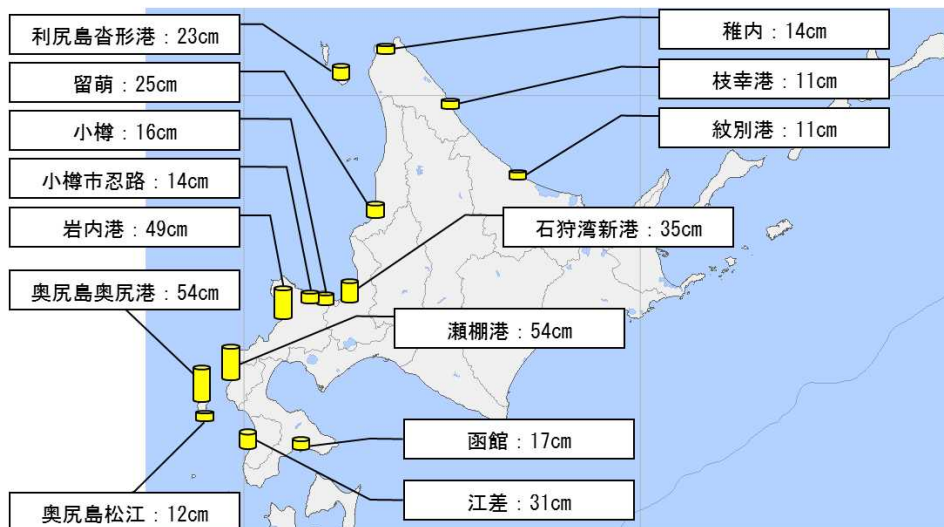 利尻島沓形港：23cm
留萌：25cm
小樽：16cm
小樽市忍路：14cm
岩内港：49cm
奥尻島奥尻港：54cm
奥尻島松江：12cm
稚内：14cm
枝幸港：11cm
紋別港：11cm
石狩湾新港：35cm
瀬棚港：54cm
函館：17cm
江差：31cm